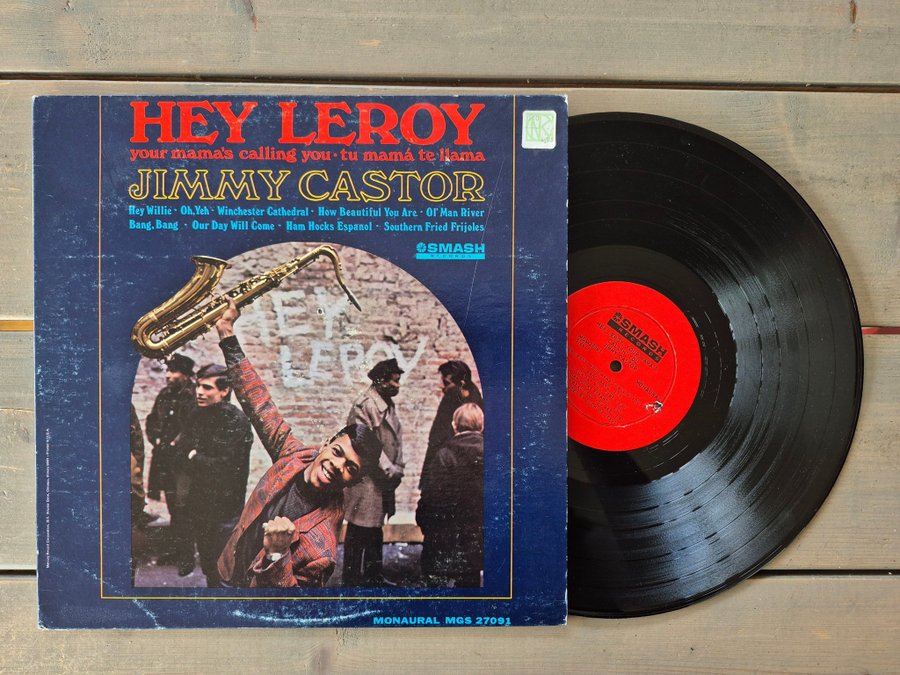 HEY LEROY
your mama's calling you • tu mamá te llama
JIMMY CASTOR
Hey Willie • Oh, Yeh • Winchester Cathedral • How Beautiful You Are • Ol' Man River
Bang, Bang • Our Day Will Come • Ham Hocks Espanol • Southern Fried Frijoles
SMASH
RECORDS
HEY
LEROY
MONAURAL MGS 27091
SMASH
RECORDS